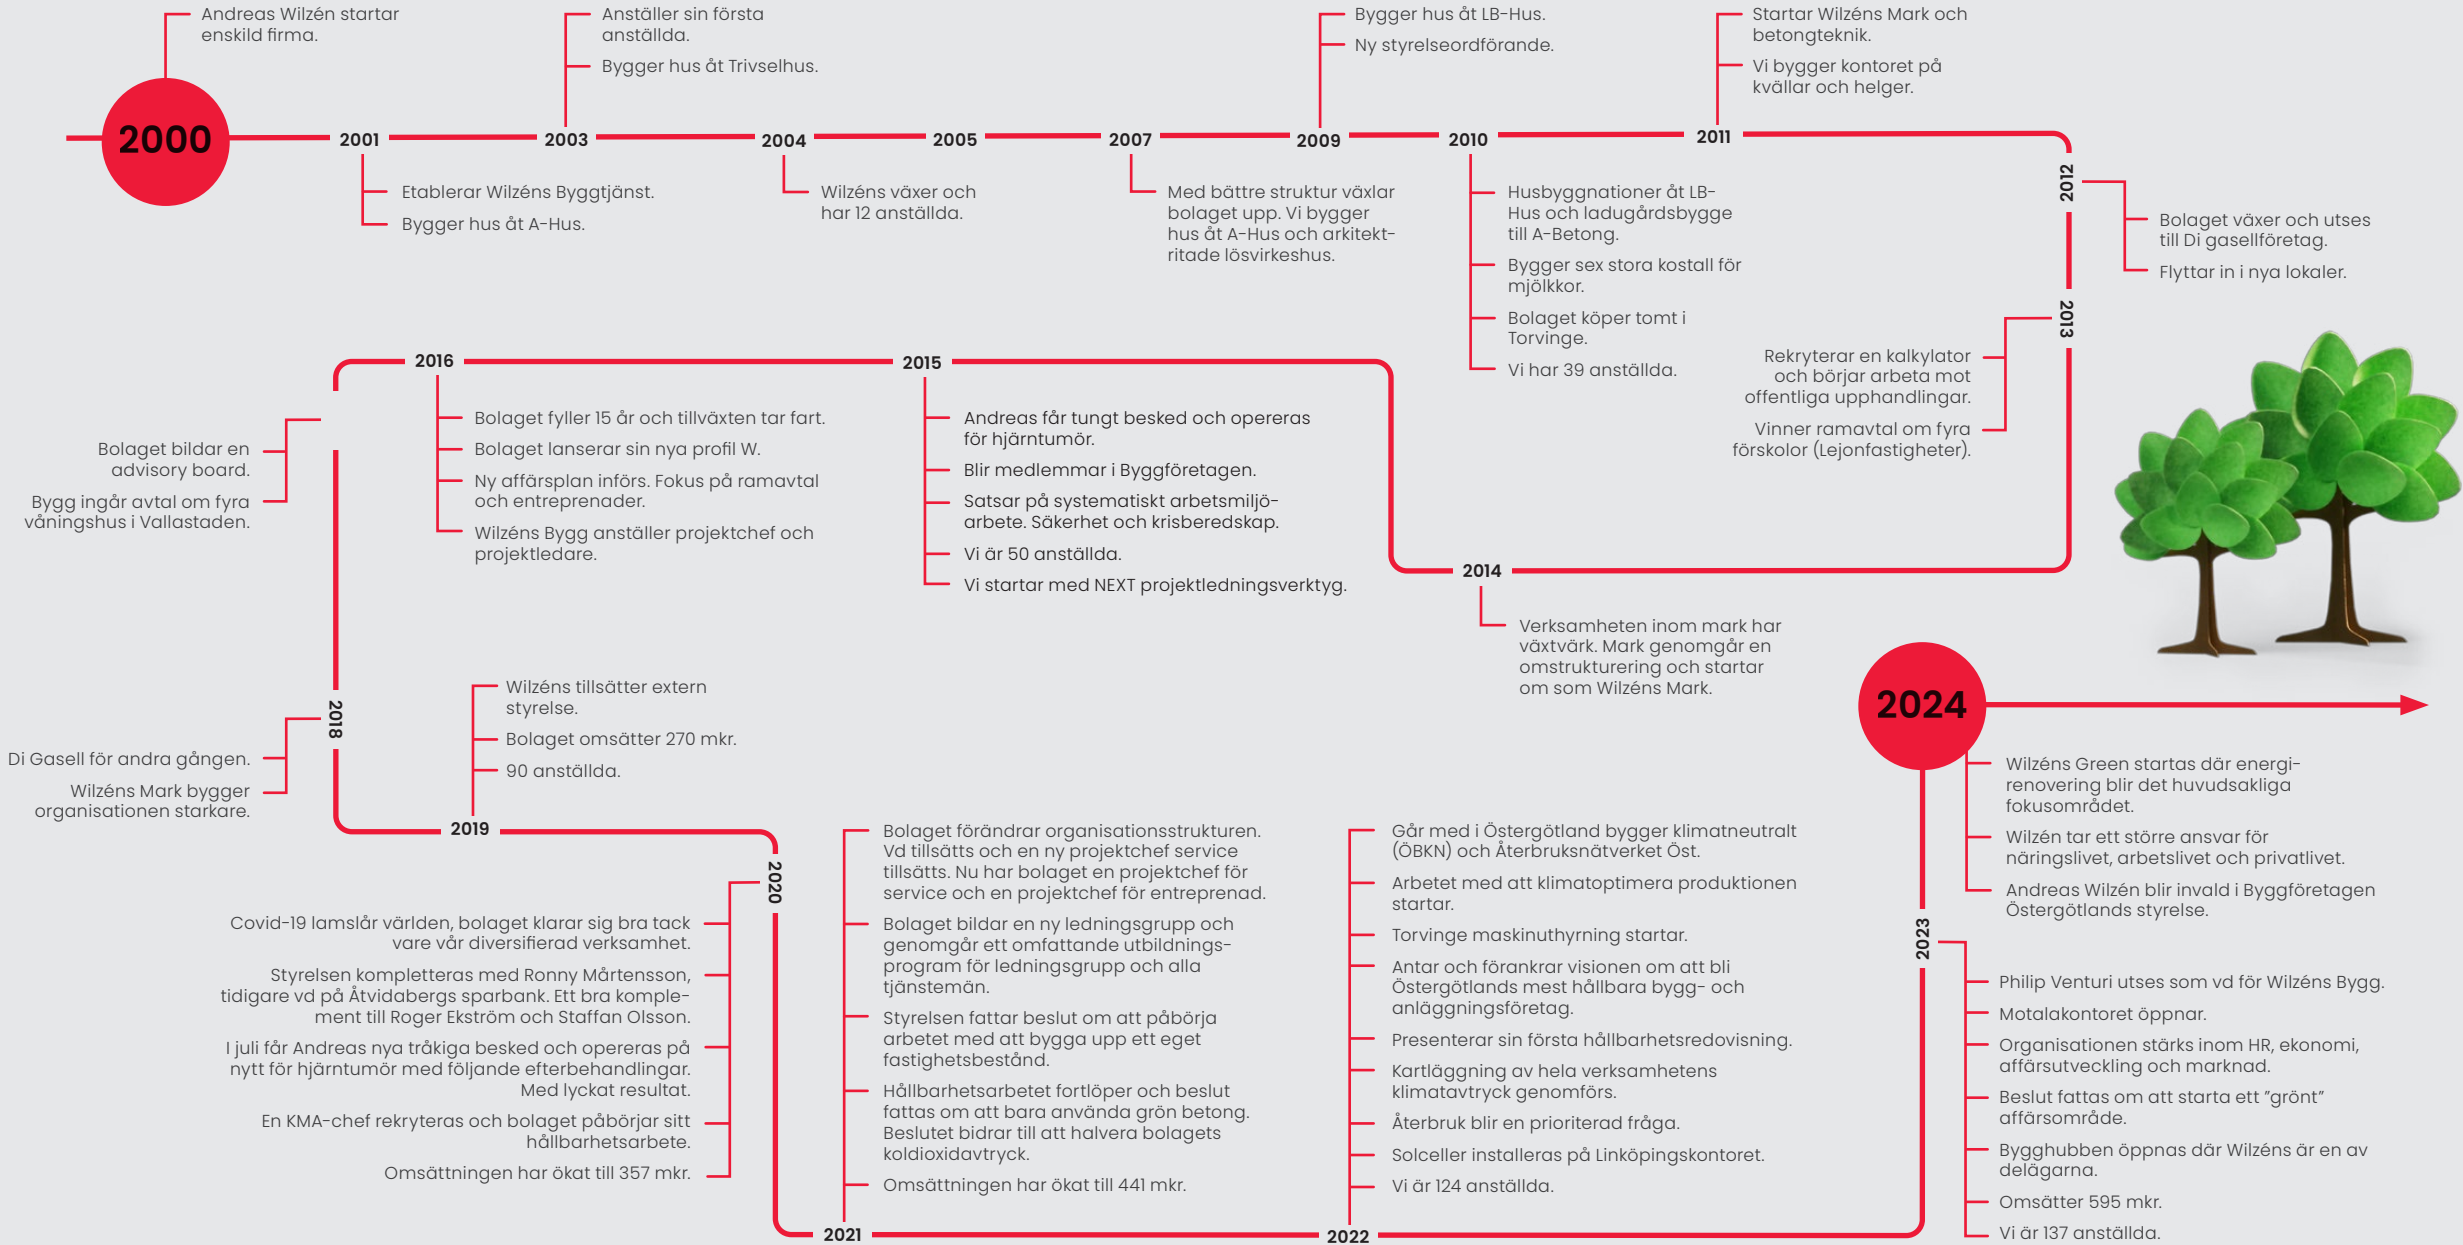 2000
Andreas Wilzén startar
enskild firma.
2001
Etablerar Wilzéns Byggtjänst.
Bygger hus åt A-Hus.
2003
Anställer sin första
anställda.
Bygger hus åt Trivselhus.
2004
Wilzéns växer och
har 12 anställda.
2005
2007
Med bättre struktur växlar
bolaget upp. Vi bygger
hus åt A-Hus och arkitekt-
ritade lösvirkeshus.
2009
Bygger hus åt LB-Hus.
Ny styrelseordförande.
2010
Husbyggnationer åt LB-
Hus och ladugårdsbygge
till A-Betong.
Bygger sex stora kostall för
mjölkkor.
Bolaget köper tomt i
Torvinge.
Vi har 39 anställda.
2011
Startar Wilzéns Mark och
betongteknik.
Vi bygger kontoret på
kvällar och helger.
2012
Bolaget växer och utses
till Di gasellföretag.
Flyttar in i nya lokaler.
2013
Rekryterar en kalkylator
och börjar arbeta mot
offentliga upphandlingar.
Vinner ramavtal om fyra
förskolor (Lejonfastigheter).
2014
Verksamheten inom mark har
växtvärk. Mark genomgår en
omstrukturering och startar
om som Wilzéns Mark.
2015
Andreas får tungt besked och opereras
för hjärntumör.
Blir medlemmar i Byggföretagen.
Satsar på systematiskt arbetsmiljö-
arbete. Säkerhet och krisberedskap.
Vi är 50 anställda.
Vi startar med NEXT projektledningsverktyg.
2016
Bolaget fyller 15 år och tillväxten tar fart.
Bolaget lanserar sin nya profil W.
Ny affärsplan införs. Fokus på ramavtal
och entreprenader.
Wilzéns Bygg anställer projektchef och
projektledare.
Bolaget bildar en
advisory board.
Bygg ingår avtal om fyra
våningshus i Vallastaden.
2018
Di Gasell för andra gången.
Wilzéns Mark bygger
organisationen starkare.
2019
Wilzéns tillsätter extern
styrelse.
Bolaget omsätter 270 mkr.
90 anställda.
2020
Covid-19 lamslår världen, bolaget klarar sig bra tack
vare vår diversifierad verksamhet.
Styrelsen kompletteras med Ronny Mårtensson,
tidigare vd på Åtvidabergs sparbank. Ett bra komple-
ment till Roger Ekström och Staffan Olsson.
I juli får Andreas nya tråkiga besked och opereras på
nytt för hjärntumör med följande efterbehandlingar.
Med lyckat resultat.
En KMA-chef rekryteras och bolaget påbörjar sitt
hållbarhetsarbete.
Omsättningen har ökat till 357 mkr.
2021
Bolaget förändrar organisationsstrukturen.
Vd tillsätts och en ny projektchef service
tillsätts. Nu har bolaget en projektchef för
service och en projektchef för entreprenad.
Bolaget bildar en ny ledningsgrupp och
genomgår ett omfattande utbildnings-
program för ledningsgrupp och alla
tjänstemän.
Styrelsen fattar beslut om att påbörja
arbetet med att bygga upp ett eget
fastighetsbestånd.
Hållbarhetsarbetet fortlöper och beslut
fattas om att bara använda grön betong.
Beslutet bidrar till att halvera bolagets
koldioxidavtryck.
Omsättningen har ökat till 441 mkr.
2022
Går med i Östergötland bygger klimatneutralt
(ÖBKN) och Återbruksnätverket Öst.
Arbetet med att klimatoptimera produktionen
startar.
Torvinge maskinuthyrning startar.
Antar och förankrar visionen om att bli
Östergötlands mest hållbara bygg- och
anläggningsföretag.
Presenterar sin första hållbarhetsredovisning.
Kartläggning av hela verksamhetens
klimatavtryck genomförs.
Återbruk blir en prioriterad fråga.
Solceller installeras på Linköpingskontoret.
Vi är 124 anställda.
2023
Philip Venturi utses som vd för Wilzéns Bygg.
Motalakontoret öppnar.
Organisationen stärks inom HR, ekonomi,
affärsutveckling och marknad.
Beslut fattas om att starta ett ”grönt”
affärsområde.
Bygghubben öppnas där Wilzéns är en av
delägarna.
Omsätter 595 mkr.
Vi är 137 anställda.
2024
Wilzéns Green startas där energi-
renovering blir det huvudsakliga
fokusområdet.
Wilzén tar ett större ansvar för
näringslivet, arbetslivet och privatlivet.
Andreas Wilzén blir invald i Byggföretagen
Östergötlands styrelse.